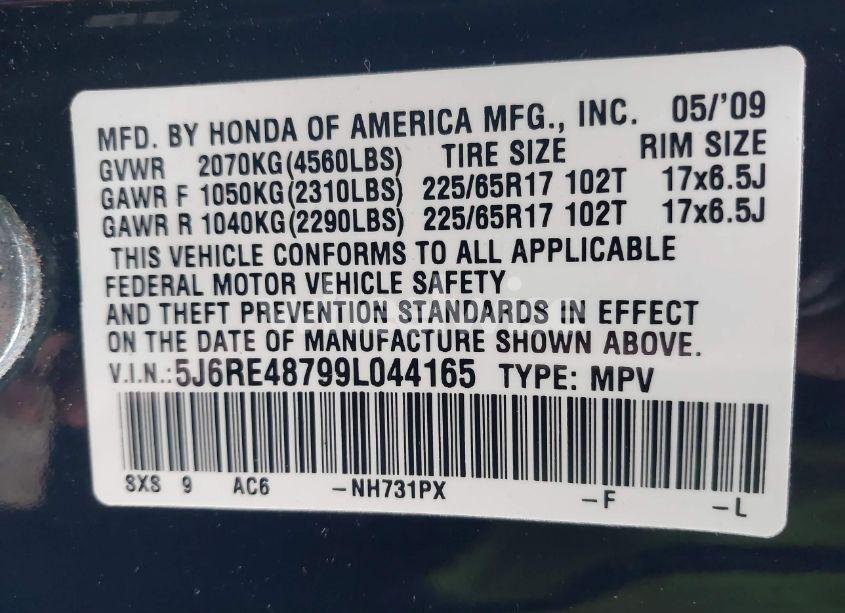 MFD. BY HONDA OF AMERICA MFG., INC. 05/'09
GVWR 2070KG(4560LBS) TIRE SIZE RIM SIZE
GAWR F 1050KG(2310LBS) 225/65R17 102T 17x6.5J
GAWR R 1040KG(2290LBS) 225/65R17 102T 17x6.5J
THIS VEHICLE CONFORMS TO ALL APPLICABLE
FEDERAL MOTOR VEHICLE SAFETY
AND THEFT PREVENTION STANDARDS IN EFFECT
ON THE DATE OF MANUFACTURE SHOWN ABOVE.
V.I.N.:5J6RE48799L044165 TYPE: MPV
SXS 9 AC6 -NH731PX -F -L